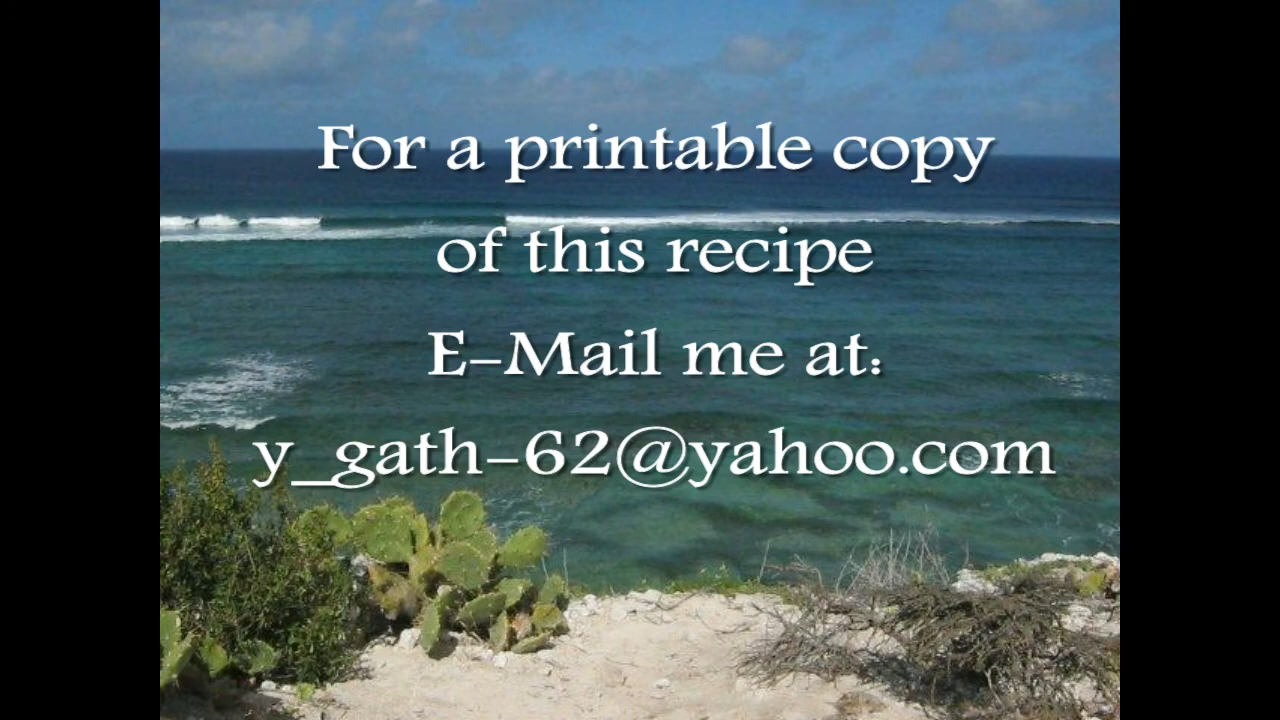 For a printable copy
of this recipe
E-Mail me at:
y_gath-62@yahoo.com